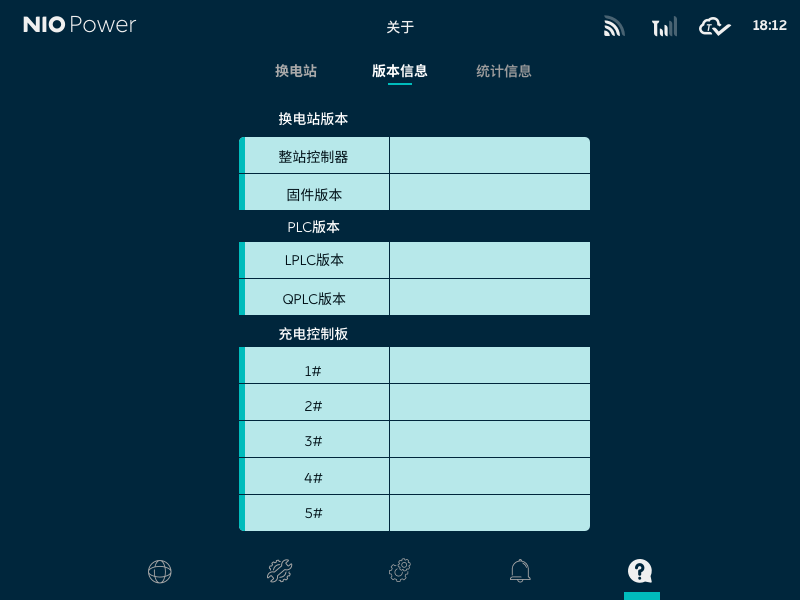 NIO Power
关于
18:12
换电站 版本信息 统计信息
换电站版本
整站控制器
固件版本
PLC版本
LPLC版本
QPLC版本
充电控制板
1#
2#
3#
4#
5#